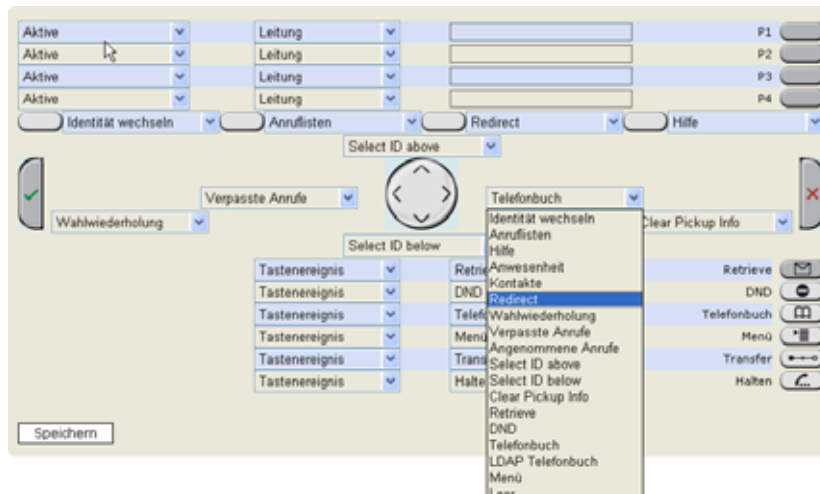 Aktive Leitung P1
Aktive Leitung P2
Aktive Leitung P3
Aktive Leitung P4
Identität wechseln Anruflisten Redirect Hilfe
Select ID above
Verpasste Anrufe Telefonbuch
Wahlwiederholung Clear Pickup Info
Select ID below
Tastenereignis Retrie Retrieve
Tastenereignis DND DND
Tastenereignis Telefo Telefonbuch
Tastenereignis Menü Menü
Tastenereignis Trans Transfer
Tastenereignis Halte Halten
Identität wechseln
Anruflisten
Hilfe
Anwesenheit
Kontakte
Redirect
Wahlwiederholung
Verpasste Anrufe
Angenommene Anrufe
Select ID above
Select ID below
Clear Pickup Info
Retrieve
DND
Telefonbuch
LDAP Telefonbuch
Menü
Leer
Speichern